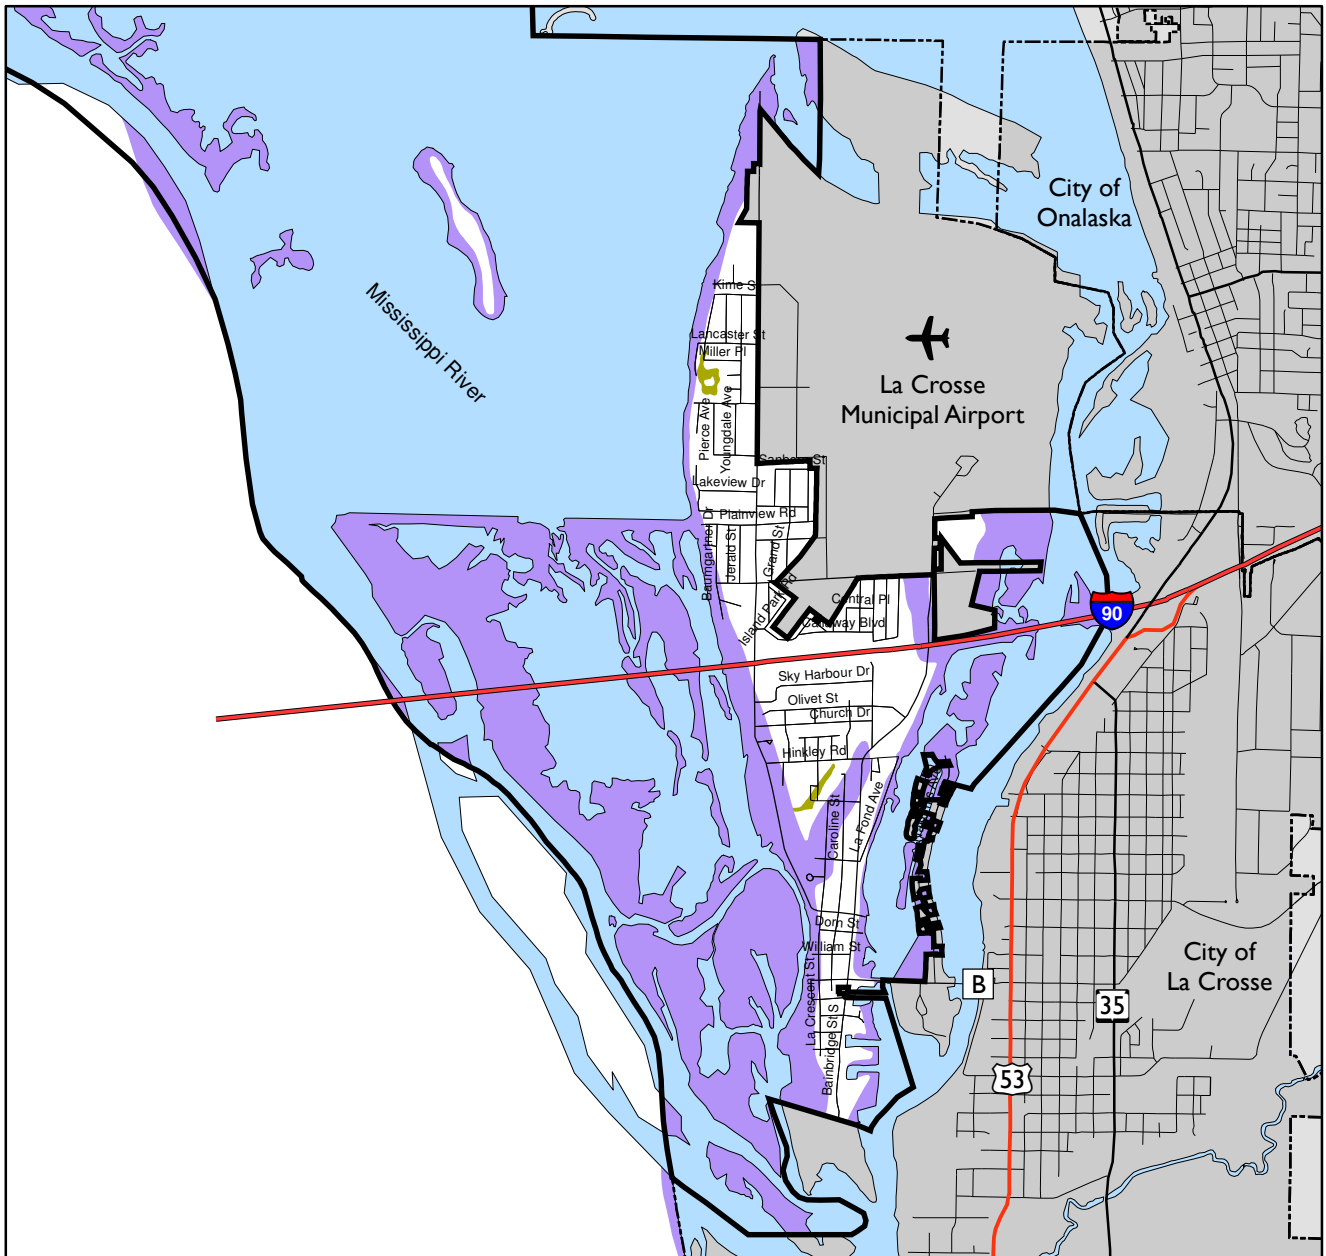 City of
Onalaska
Mississippi River
Kime S
Lancaster St
Miller Pl
La Crosse
Municipal Airport
Pierce Ave
Youngdale Ave
Lakeview Dr
Plainview Rd
Baumgartner Dr
Jerald St
Grand St
Island Park Rd
Central Pl
90
Sky Harbour Dr
Olivet St
Church Dr
Hinkley Rd
Caroline St
La Fond Ave
Dorn St
William St
La Crescent St
Bainbridge St S
B
City of
La Crosse
35
53